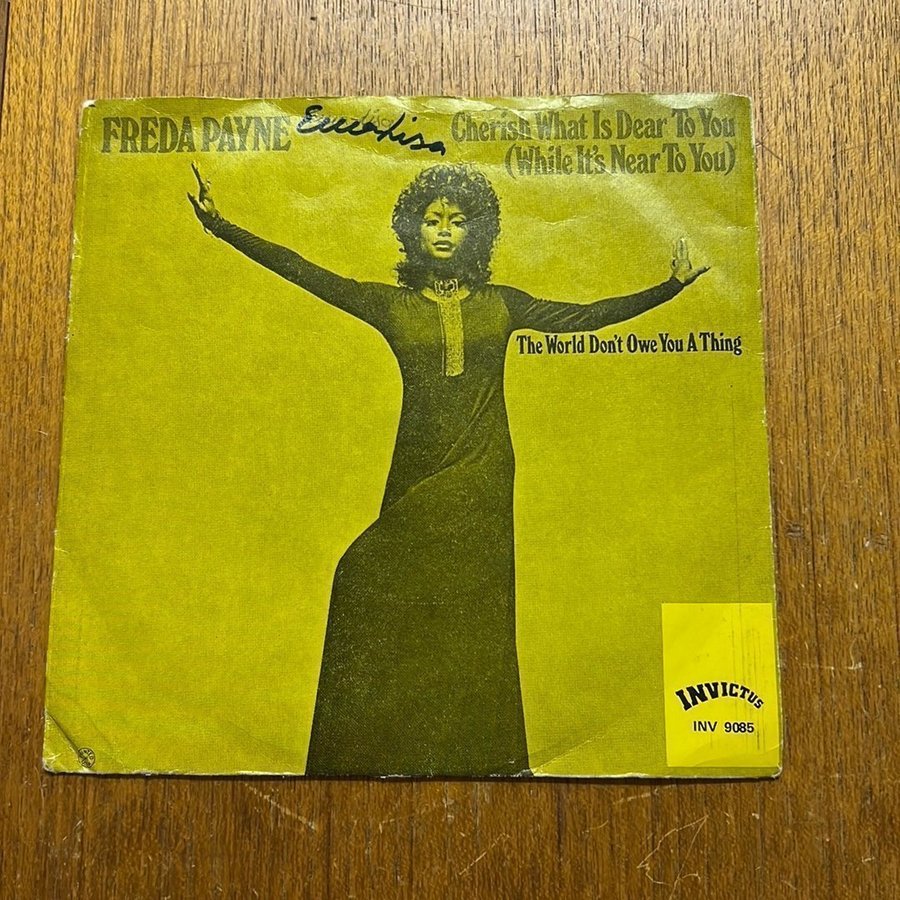 FREDA PAYNE
Cherish What Is Dear To You
(While It's Near To You)
The World Don't Owe You A Thing
INVICTUS
INV 9085